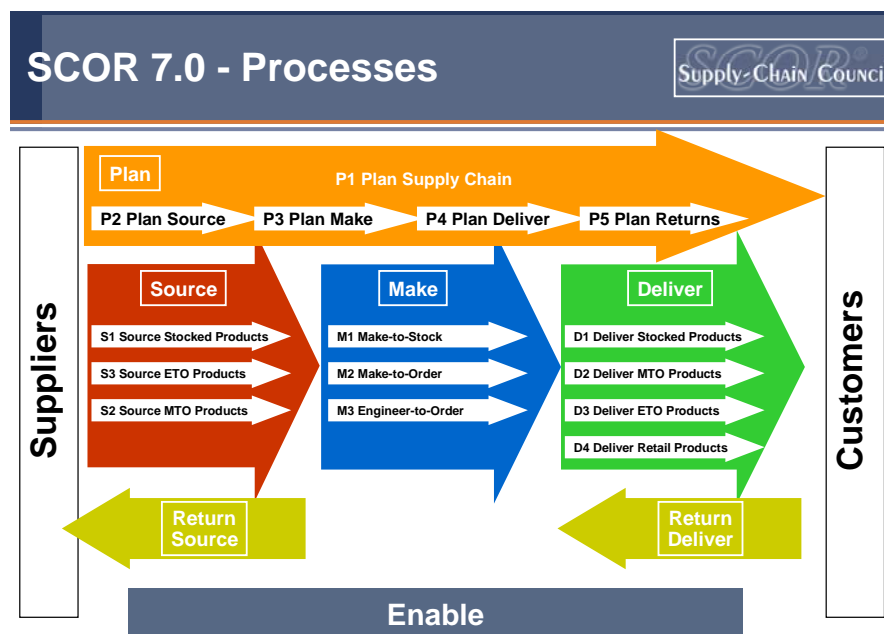 SCOR 7.0 - Processes
SCOR®
Supply-Chain Counci
Suppliers
Plan
P1 Plan Supply Chain
P2 Plan Source
P3 Plan Make
P4 Plan Deliver
P5 Plan Returns
Source
S1 Source Stocked Products
S3 Source ETO Products
S2 Source MTO Products
Make
M1 Make-to-Stock
M2 Make-to-Order
M3 Engineer-to-Order
Deliver
D1 Deliver Stocked Products
D2 Deliver MTO Products
D3 Deliver ETO Products
D4 Deliver Retail Products
Customers
Return
Source
Return
Deliver
Enable